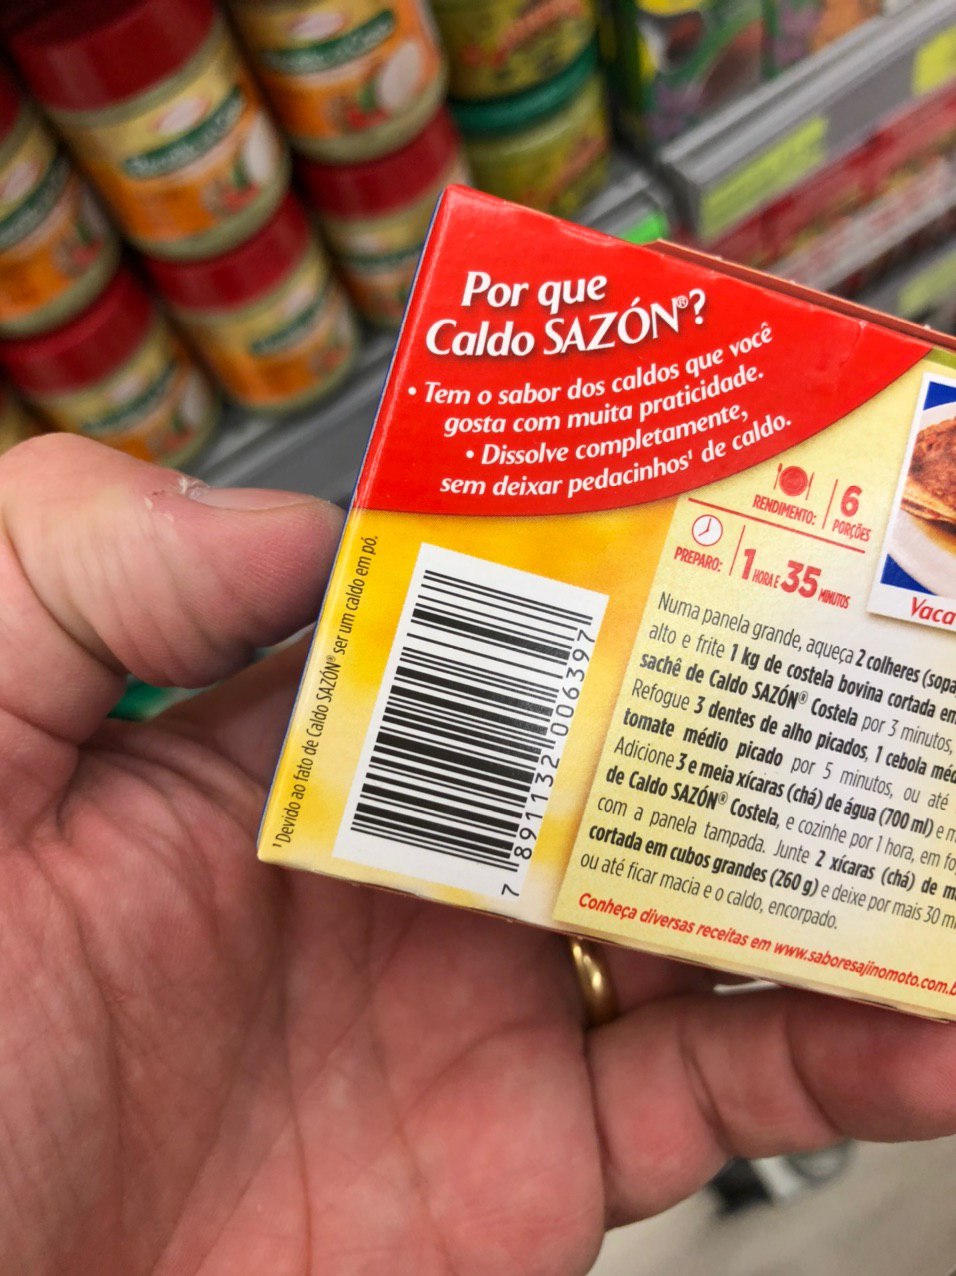 Por que
Caldo SAZÓN®?
• Tem o sabor dos caldos que você
gosta com muita praticidade.
• Dissolve completamente,
sem deixar pedacinhos¹ de caldo.
¹Devido ao fato de Caldo SAZÓN® ser um caldo em pó.
7 891132 006397
RENDIMENTO: 6 PORÇÕES
PREPARO: 1 HORA E 35 MINUTOS
Vaca
Numa panela grande, aqueça 2 colheres (sopa
alto e frite 1 kg de costela bovina cortada em
sachê de Caldo SAZÓN® Costela por 3 minutos,
Refogue 3 dentes de alho picados, 1 cebola méd
tomate médio picado por 5 minutos, ou até
Adicione 3 e meia xícaras (chá) de água (700 ml) e m
de Caldo SAZÓN® Costela, e cozinhe por 1 hora, em fo
com a panela tampada. Junte 2 xícaras (chá) de m
cortada em cubos grandes (260 g) e deixe por mais 30 m
ou até ficar macia e o caldo, encorpado.
Conheça diversas receitas em www.saboresajinomoto.com.b